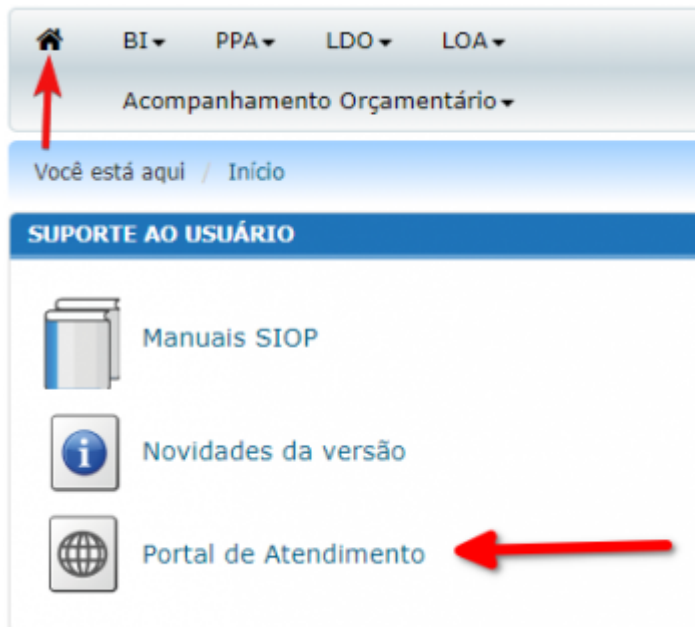 BI PPA LDO LOA
Acompanhamento Orçamentário
Você está aqui / Início
SUPORTE AO USUÁRIO
Manuais SIOP
Novidades da versão
Portal de Atendimento